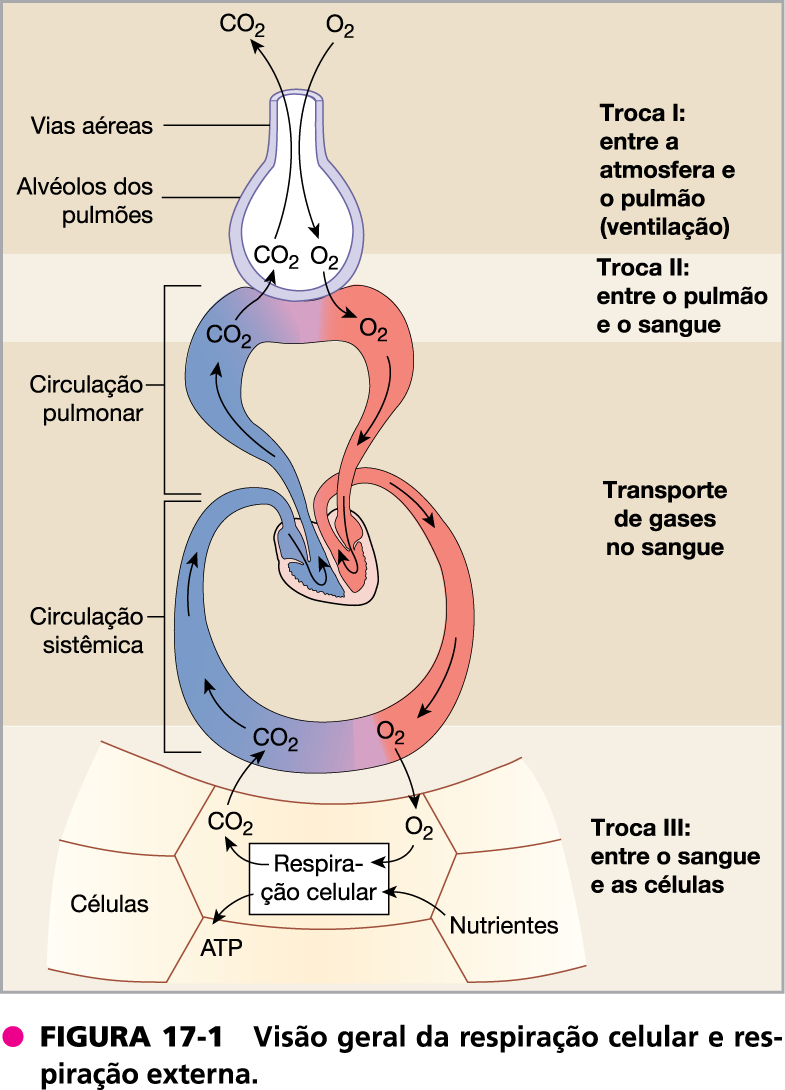 CO2
O2
Vias aéreas
Alvéolos dos
pulmões
Troca I:
entre a
atmosfera e
o pulmão
(ventilação)
CO2
O2
Troca II:
entre o pulmão
e o sangue
CO2
O2
Circulação
pulmonar
Transporte
de gases
no sangue
Circulação
sistêmica
CO2
O2
CO2
O2
Troca III:
entre o sangue
e as células
Respira-
ção celular
Células
Nutrientes
ATP
FIGURA 17-1 Visão geral da respiração celular e res-
piração externa.